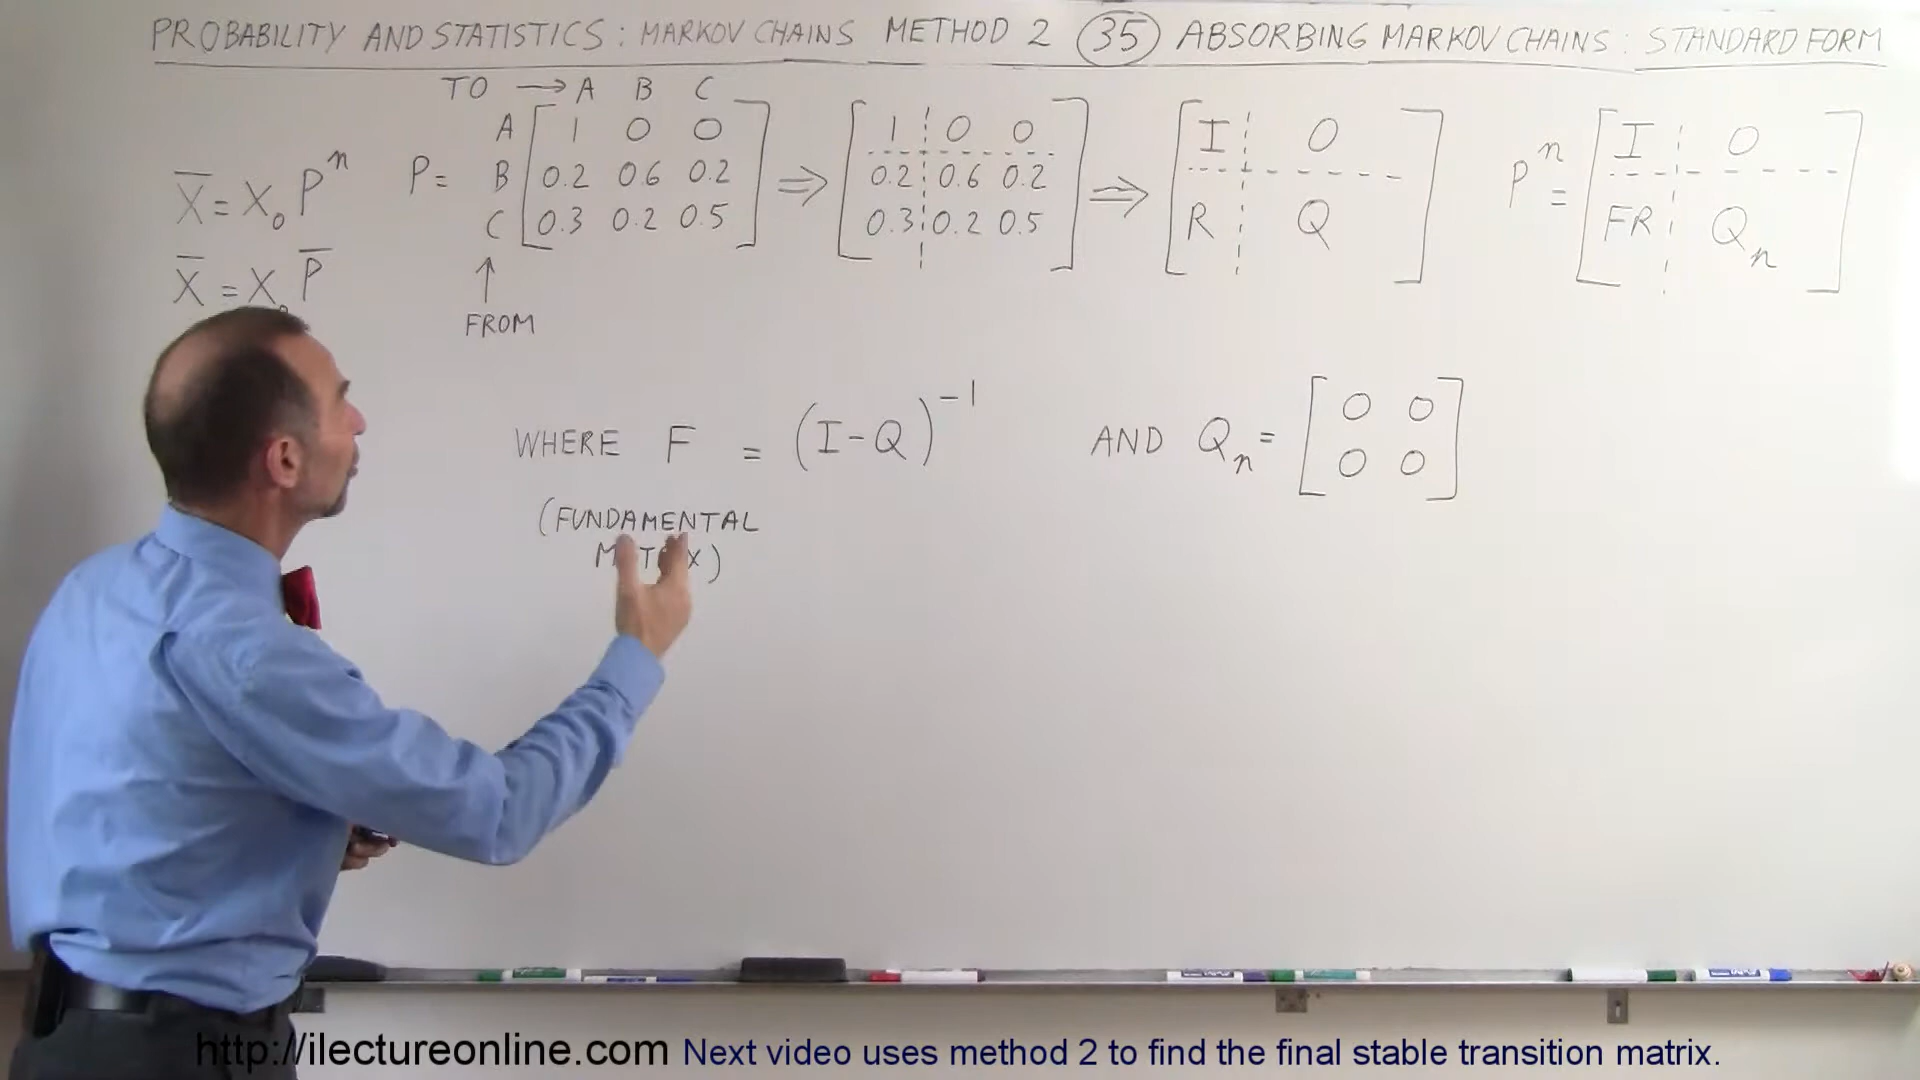 PROBABILITY AND STATISTICS: MARKOV CHAINS METHOD 2 (35) ABSORBING MARKOV CHAINS: STANDARD FORM
TO → A B C
A [1 0 0] [1 0 0] [I 0] [I 0]
X̄ = X₀ Pⁿ P = B [0.2 0.6 0.2] ⇒ [0.2 0.6 0.2] ⇒ Pⁿ =
C [0.3 0.2 0.5] [0.3 0.2 0.5] [R Q] [FR Qₙ]
X̄ = X₀ P̄ ↑
FROM
WHERE F = (I-Q)⁻¹ AND Qₙ = [0 0]
[0 0]
(FUNDAMENTAL
http://ilectureonline.com Next video uses method 2 to find the final stable transition matrix.